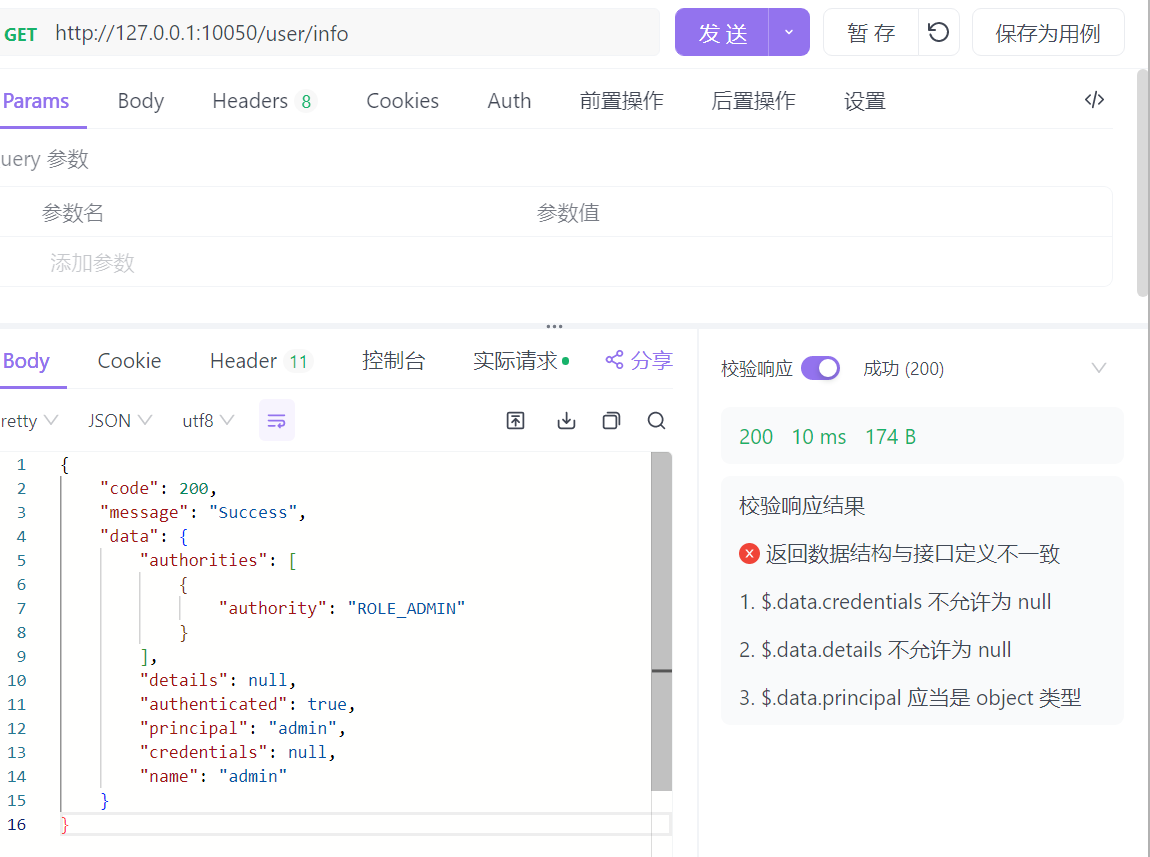 GET http://127.0.0.1:10050/user/info 发 送 暂 存 保存为用例
Params Body Headers 8 Cookies Auth 前置操作 后置操作 设置 </>
uery 参数
参数名 参数值
添加参数
Body Cookie Header 11 控制台 实际请求 分享
retty JSON utf8
1 {
2 "code": 200,
3 "message": "Success",
4 "data": {
5 "authorities": [
6 {
7 "authority": "ROLE_ADMIN"
8 }
9 ],
10 "details": null,
11 "authenticated": true,
12 "principal": "admin",
13 "credentials": null,
14 "name": "admin"
15 }
16 }
校验响应 成功 (200)
200 10 ms 174 B
校验响应结果
返回数据结构与接口定义不一致
1. $.data.credentials 不允许为 null
2. $.data.details 不允许为 null
3. $.data.principal 应当是 object 类型